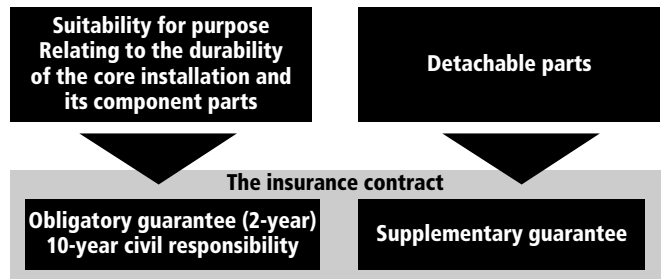 Suitability for purpose
Relating to the durability
of the core installation and
its component parts
Detachable parts
The insurance contract
Obligatory guarantee (2-year)
10-year civil responsibility
Supplementary guarantee